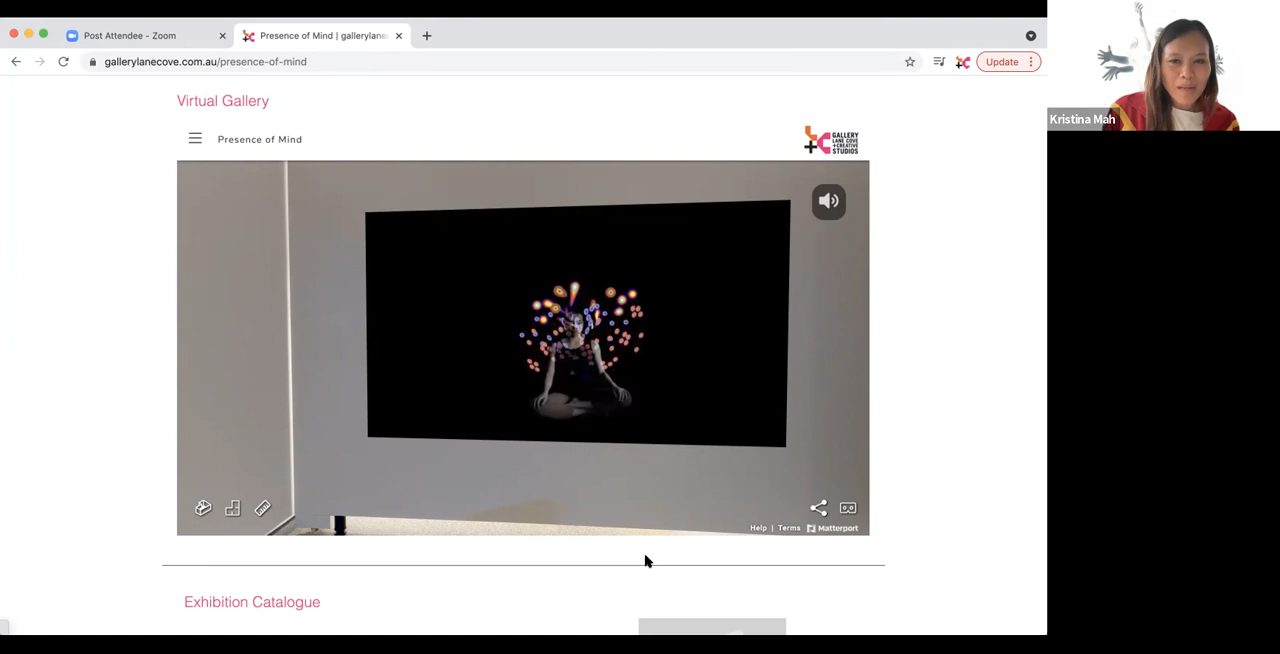 Post Attendee - Zoom
Presence of Mind | gallerylane
gallerylanecove.com.au/presence-of-mind
Update
Kristina Mah
Virtual Gallery
Presence of Mind
GALLERY
LANE COVE
+CREATIVE
STUDIOS
Help | Terms Matterport
Exhibition Catalogue